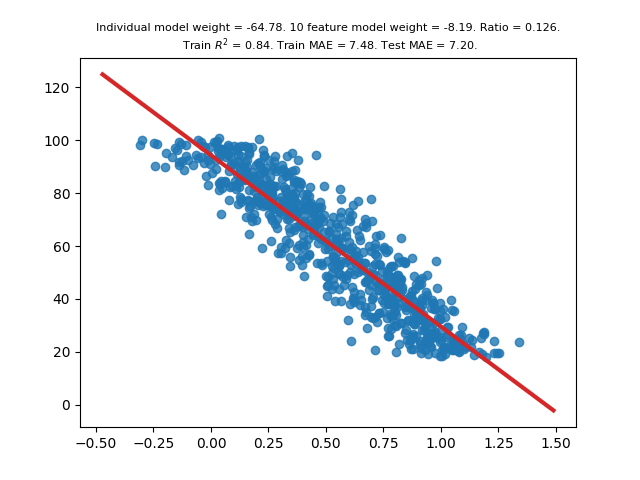 Individual model weight = -64.78. 10 feature model weight = -8.19. Ratio = 0.126.
Train R² = 0.84. Train MAE = 7.48. Test MAE = 7.20.
120
100
80
60
40
20
0
−0.50 −0.25 0.00 0.25 0.50 0.75 1.00 1.25 1.50